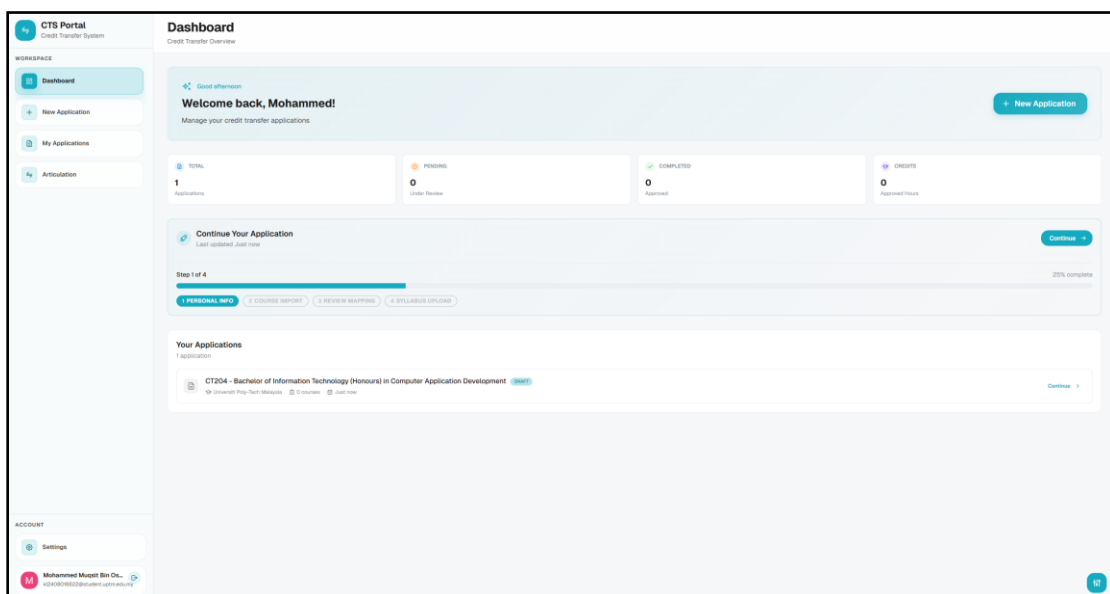 CTS Portal
Credit Transfer System
WORKSPACE
Dashboard
New Application
My Applications
Articulation
ACCOUNT
Settings
M
Mohammed Muqsit Bin Os...
Dashboard
Credit Transfer Overview
Good afternoon
Welcome back, Mohammed!
Manage your credit transfer applications
+ New Application
TOTAL
1
Applications
PENDING
0
Under Review
COMPLETED
0
Approved
CREDITS
0
Approved Hours
Continue Your Application
Last updated Just now
Continue →
Step 1 of 4
25% complete
1 PERSONAL INFO
2 COURSE IMPORT
3 REVIEW MAPPING
4 SYLLABUS UPLOAD
Your Applications
1 application
CT204 - Bachelor of Information Technology (Honours) in Computer Application Development DRAFT
Universiti Poly-Tech Malaysia 0 courses Just now
Continue >